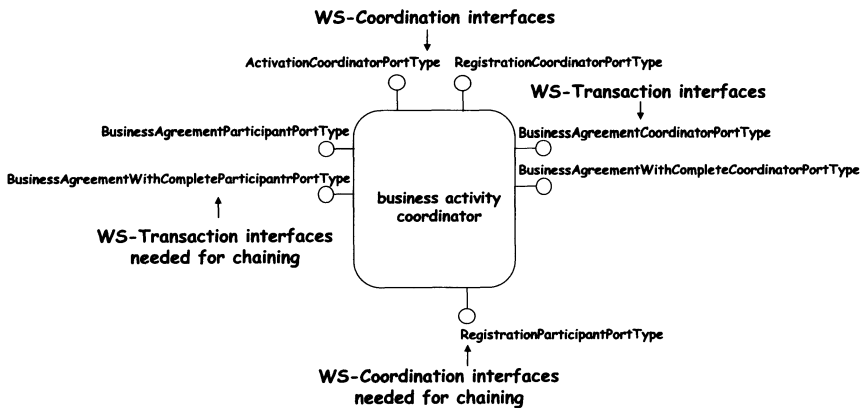 WS-Coordination interfaces
ActivationCoordinatorPortType
RegistrationCoordinatorPortType
WS-Transaction interfaces
BusinessAgreementParticipantPortType
BusinessAgreementCoordinatorPortType
BusinessAgreementWithCompleteParticipantrPortType
BusinessAgreementWithCompleteCoordinatorPortType
business activity
coordinator
WS-Transaction interfaces
needed for chaining
RegistrationParticipantPortType
WS-Coordination interfaces
needed for chaining